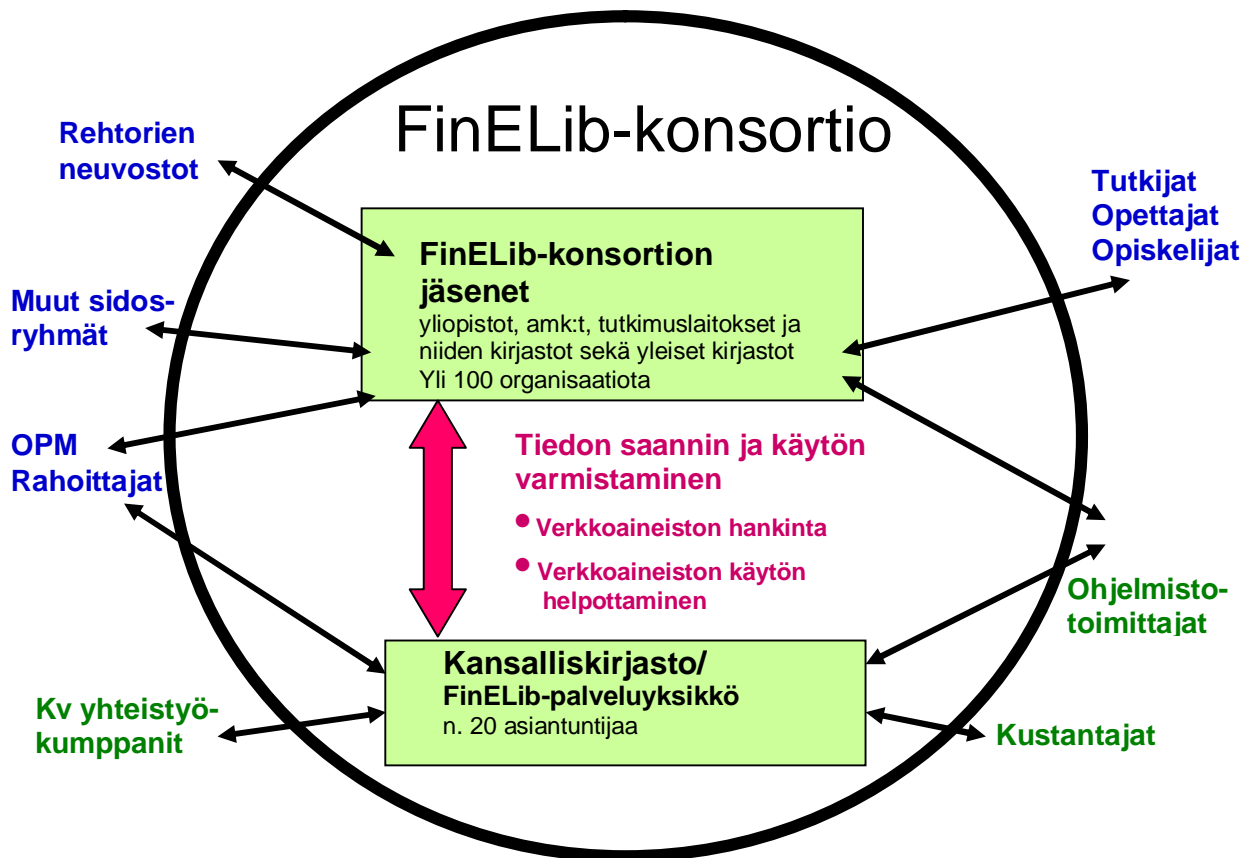 FinELib-konsortio
Rehtorien
neuvostot
Muut sidos-
ryhmät
OPM
Rahoittajat
Kv yhteistyö-
kumppanit
FinELib-konsortion
jäsenet
yliopistot, amk:t, tutkimuslaitokset ja
niiden kirjastot sekä yleiset kirjastot
Yli 100 organisaatiota
Tiedon saannin ja käytön
varmistaminen
• Verkkoaineiston hankinta
• Verkkoaineiston käytön
helpottaminen
Kansalliskirjasto/
FinELib-palveluyksikkö
n. 20 asiantuntijaa
Tutkijat
Opettajat
Opiskelijat
Ohjelmisto-
toimittajat
Kustantajat